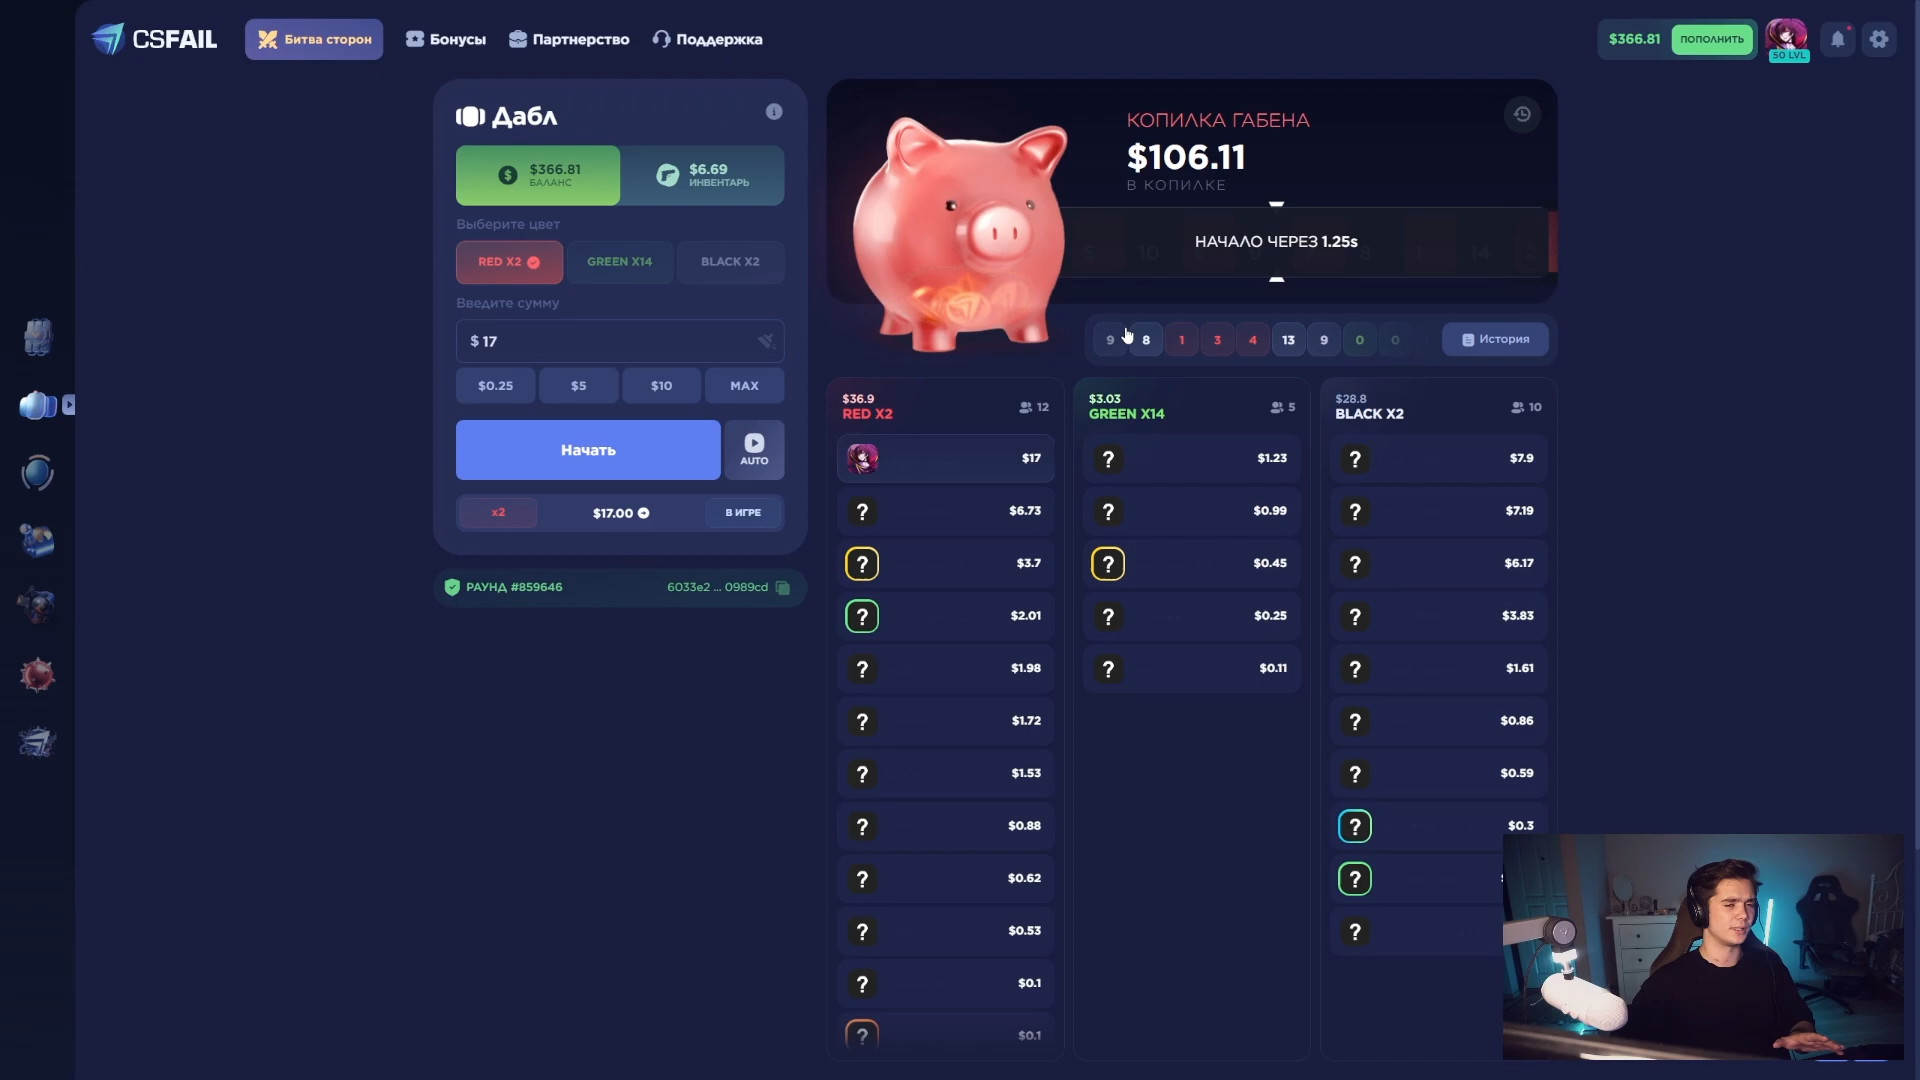 CSFAIL
Битва сторон
Бонусы
Партнерство
Поддержка
$366.81
ПОПОЛНИТЬ
50 LVL
Дабл
$366.81
БАЛАНС
$6.69
ИНВЕНТАРЬ
Выберите цвет
RED X2
GREEN X14
BLACK X2
Введите сумму
$ 17
$0.25
$5
$10
MAX
Начать
AUTO
x2
$17.00
В ИГРЕ
РАУНД #859646
6033e2 ... 0989cd
КОПИЛКА ГАБЕНА
$106.11
В КОПИЛКЕ
НАЧАЛО ЧЕРЕЗ 1.25s
9 8 1 3 4 13 9 0 0
История
$36.9
RED X2
12
$17
? $6.73
? $3.7
? $2.01
? $1.98
? $1.72
? $1.53
? $0.88
? $0.62
? $0.53
? $0.1
? $0.1
$3.03
GREEN X14
5
? $1.23
? $0.99
? $0.45
? $0.25
? $0.11
$28.8
BLACK X2
10
? $7.9
? $7.19
? $6.17
? $3.83
? $1.61
? $0.86
? $0.59
? $0.3
?
?